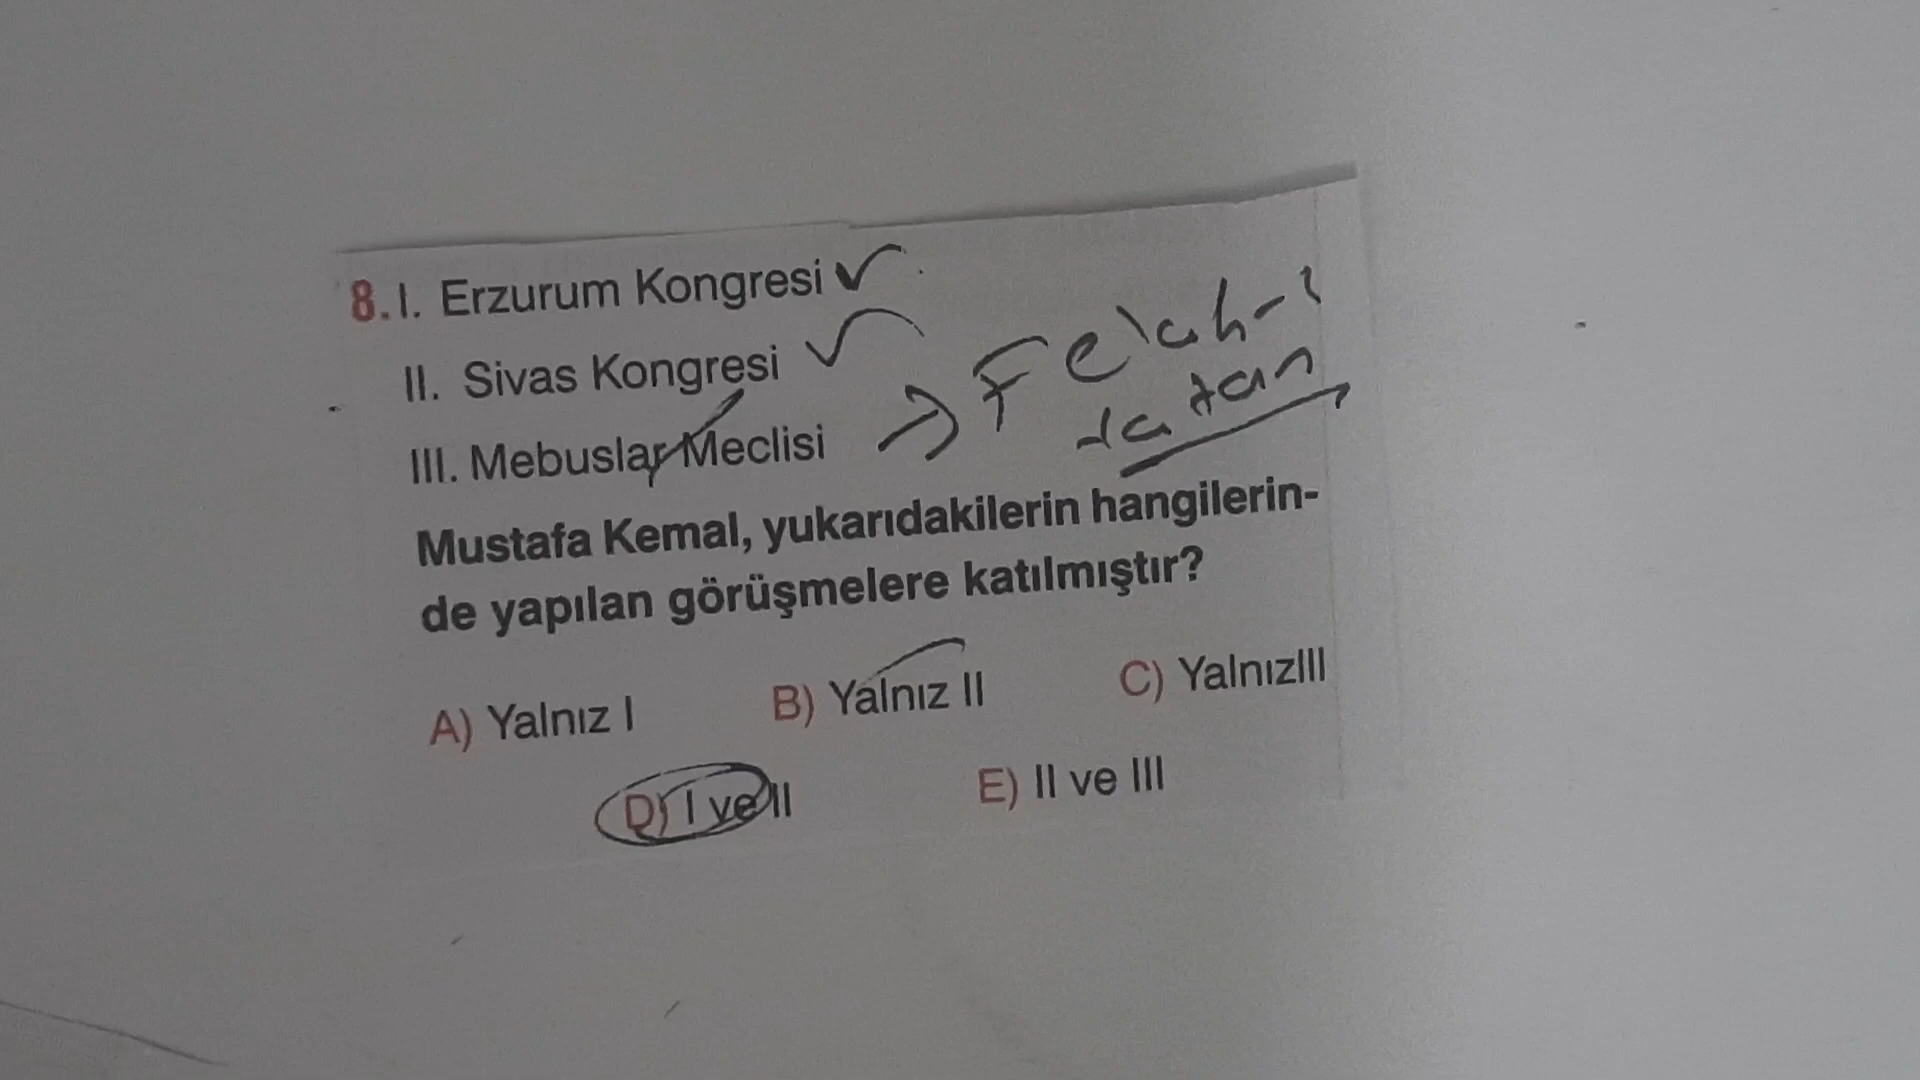 8. I. Erzurum Kongresi
II. Sivas Kongresi
III. Mebuslar Meclisi
Felah-ı
vatan
Mustafa Kemal, yukarıdakilerin hangilerin-
de yapılan görüşmelere katılmıştır?
A) Yalnız I B) Yalnız II C) YalnızIII
D) I ve II E) II ve III